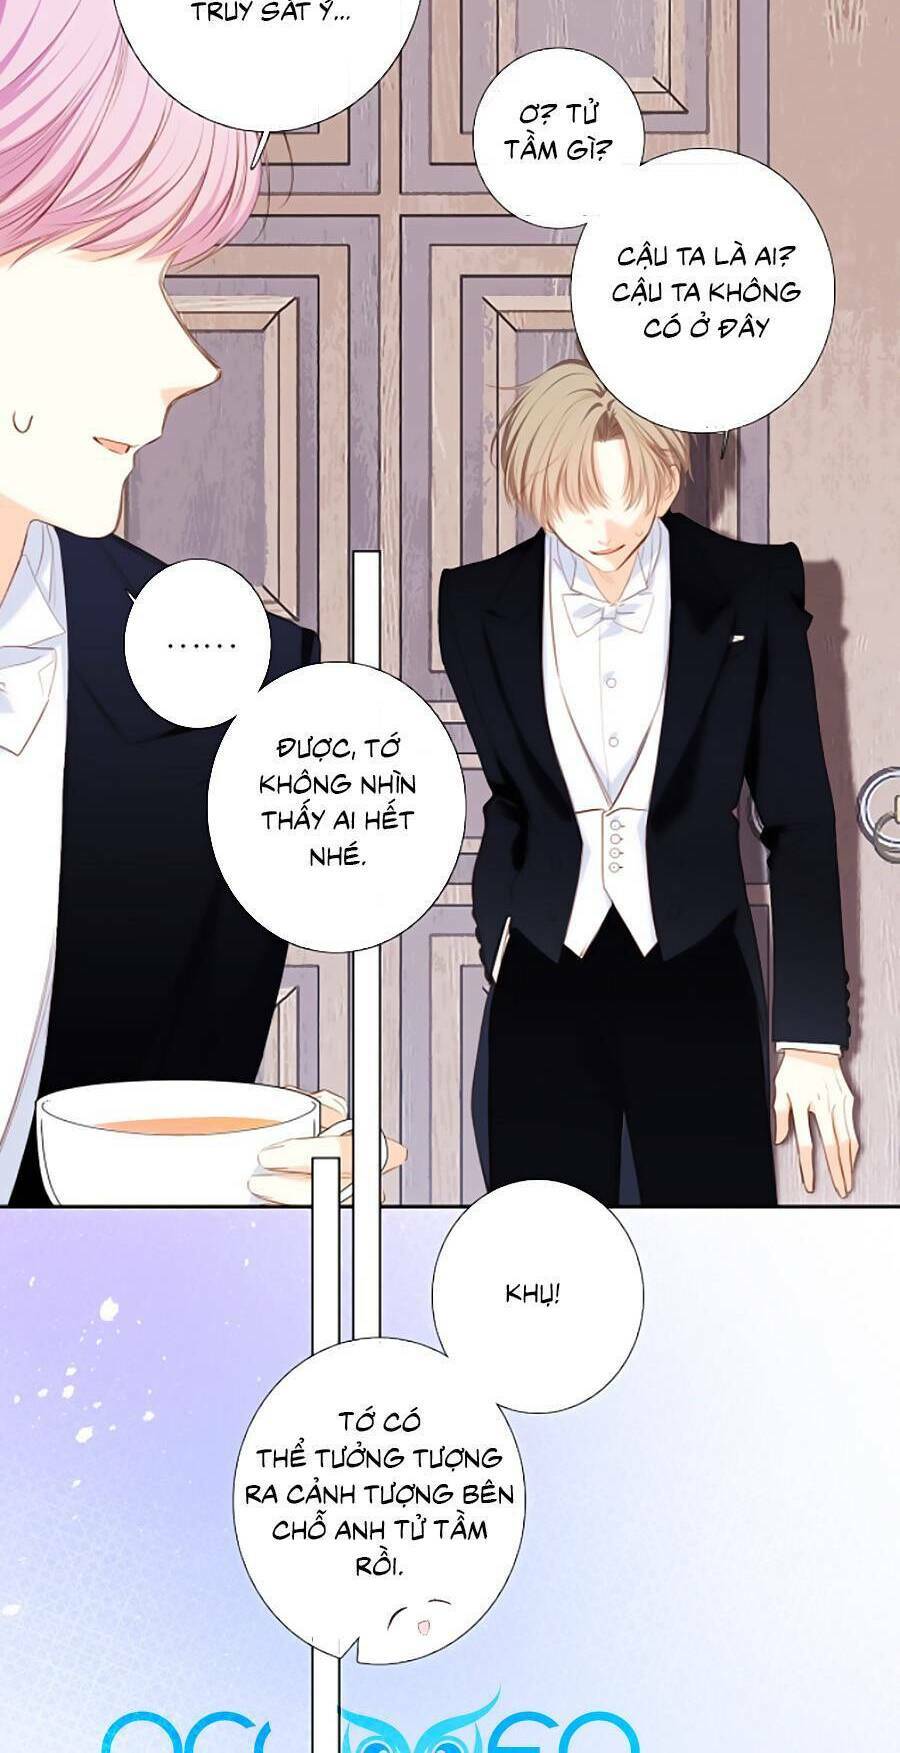 TRUY SÁT Ý...
Ơ? TỬ
TẦM GÌ?
CẬU TA LÀ AI?
CẬU TA KHÔNG
CÓ Ở ĐÂY
.......
ĐƯỢC, TỚ
KHÔNG NHÌN
THẤY AI HẾT
NHÉ.
KHỤ!
TỚ CÓ
THỂ TƯỞNG TƯỢNG
RA CẢNH TƯỢNG BÊN
CHỖ ANH TỬ TẦM
RỒI.